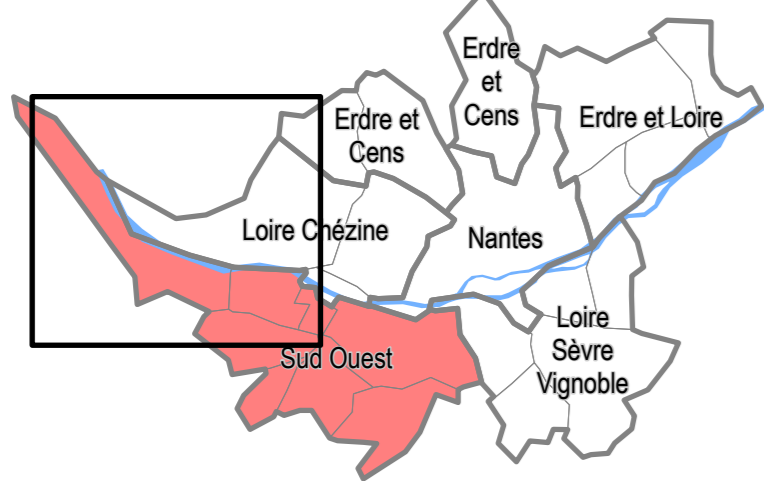 Erdre
et
Cens
Erdre et
Cens
Erdre et Loire
Loire Chézine
Nantes
Loire
Sèvre
Vignoble
Sud Ouest